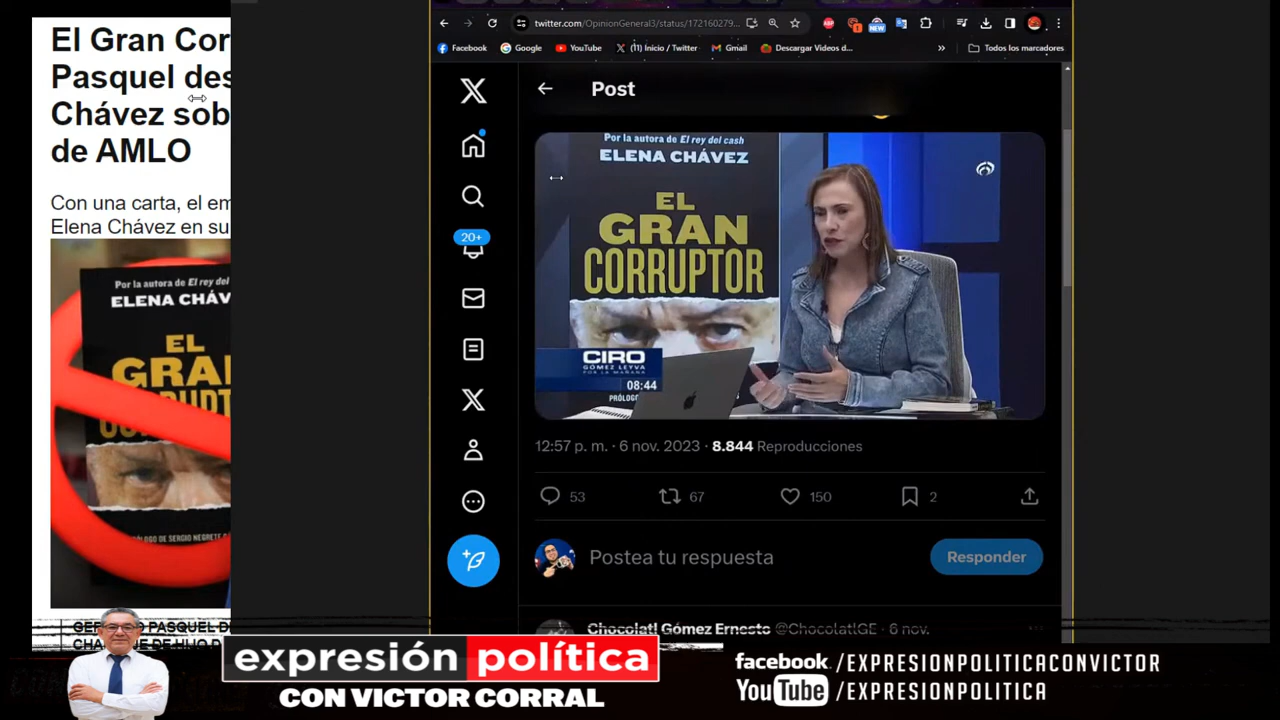 El Gran Cor
Pasquel des
Chávez sob
de AMLO
Con una carta, el em
Elena Chávez en su
Por la autora de El rey del
ELENA CHÁV
EL
GRAN
twitter.com/OpinionGeneral3/status/172160279...
ABP
1
NEW
Facebook
Google
YouTube
(11) Inicio / Twitter
Gmail
Descargar Videos d...
»
Todos los marcadores
Post
20+
Por la autora de El rey del cash
ELENA CHÁVEZ
EL
GRAN
CORRUPTOR
CIRO
GÓMEZ LEYVA
POR LA MAÑANA
08:44
12:57 p. m. · 6 nov. 2023 · 8.844 Reproducciones
53
67
150
2
Postea tu respuesta
Responder
Chocolatl Gómez Ernesto @ChocolatlGE · 6 nov.
expresión política
CON VICTOR CORRAL
facebook /EXPRESIONPOLITICACONVICTOR
YouTube /EXPRESIONPOLITICA